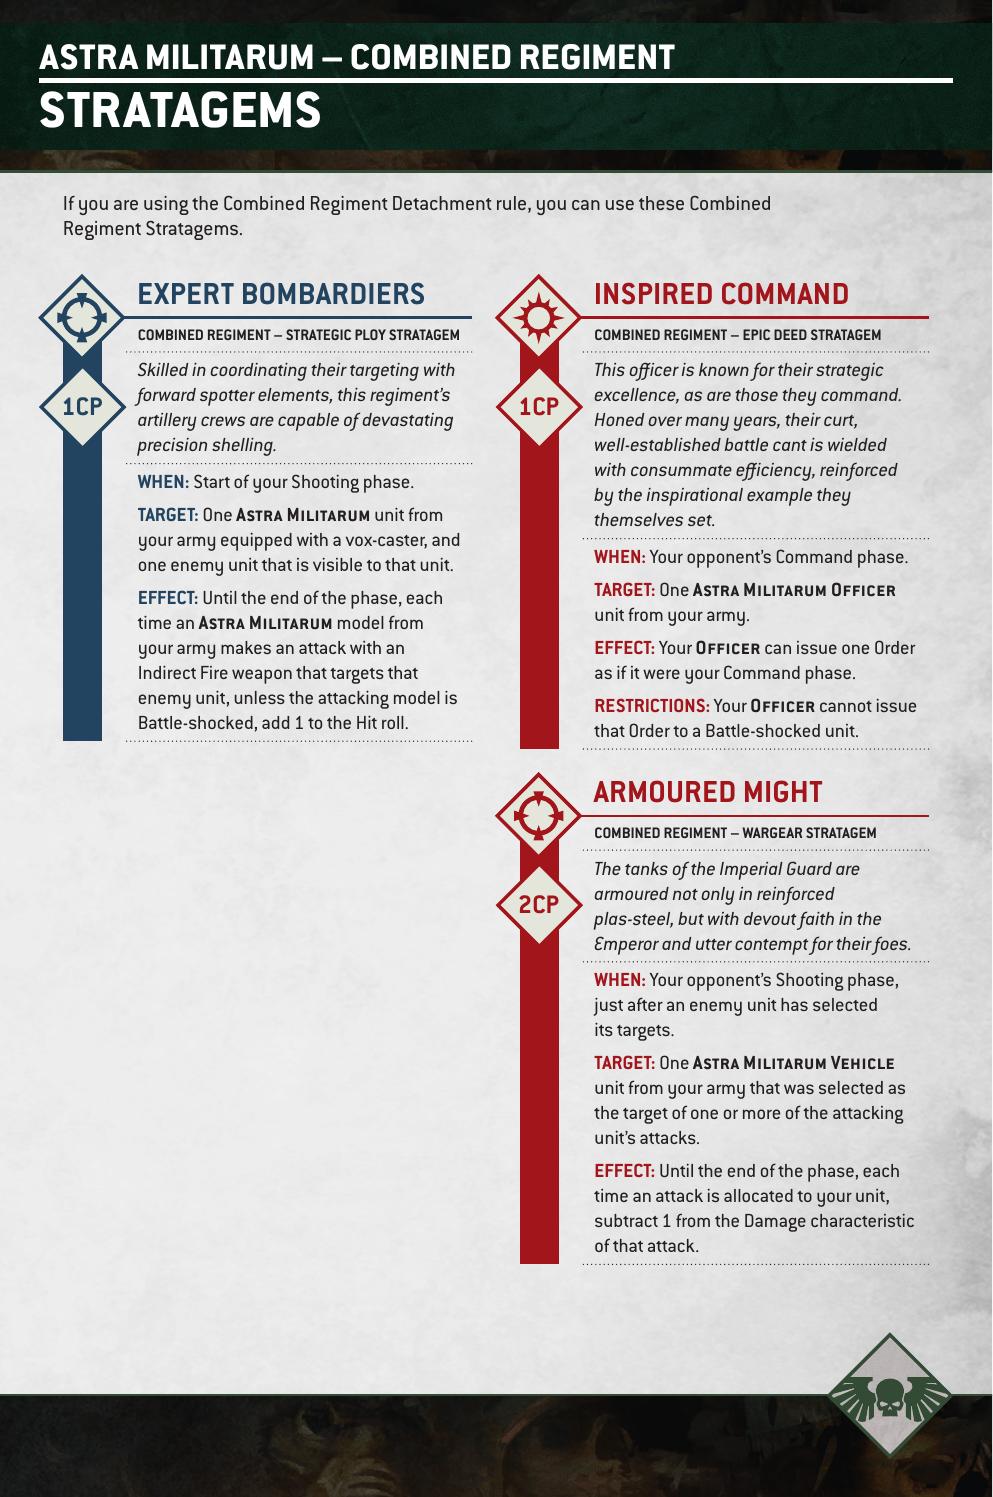 ASTRA MILITARUM – COMBINED REGIMENT
STRATAGEMS
If you are using the Combined Regiment Detachment rule, you can use these Combined
Regiment Stratagems.
EXPERT BOMBARDIERS
COMBINED REGIMENT – STRATEGIC PLOY STRATAGEM
1CP
Skilled in coordinating their targeting with
forward spotter elements, this regiment's
artillery crews are capable of devastating
precision shelling.
WHEN: Start of your Shooting phase.
TARGET: One ASTRA MILITARUM unit from
your army equipped with a vox-caster, and
one enemy unit that is visible to that unit.
EFFECT: Until the end of the phase, each
time an ASTRA MILITARUM model from
your army makes an attack with an
Indirect Fire weapon that targets that
enemy unit, unless the attacking model is
Battle-shocked, add 1 to the Hit roll.
INSPIRED COMMAND
COMBINED REGIMENT – EPIC DEED STRATAGEM
1CP
This officer is known for their strategic
excellence, as are those they command.
Honed over many years, their curt,
well-established battle cant is wielded
with consummate efficiency, reinforced
by the inspirational example they
themselves set.
WHEN: Your opponent's Command phase.
TARGET: One ASTRA MILITARUM OFFICER
unit from your army.
EFFECT: Your OFFICER can issue one Order
as if it were your Command phase.
RESTRICTIONS: Your OFFICER cannot issue
that Order to a Battle-shocked unit.
ARMOURED MIGHT
COMBINED REGIMENT – WARGEAR STRATAGEM
2CP
The tanks of the Imperial Guard are
armoured not only in reinforced
plas-steel, but with devout faith in the
Emperor and utter contempt for their foes.
WHEN: Your opponent's Shooting phase,
just after an enemy unit has selected
its targets.
TARGET: One ASTRA MILITARUM VEHICLE
unit from your army that was selected as
the target of one or more of the attacking
unit's attacks.
EFFECT: Until the end of the phase, each
time an attack is allocated to your unit,
subtract 1 from the Damage characteristic
of that attack.